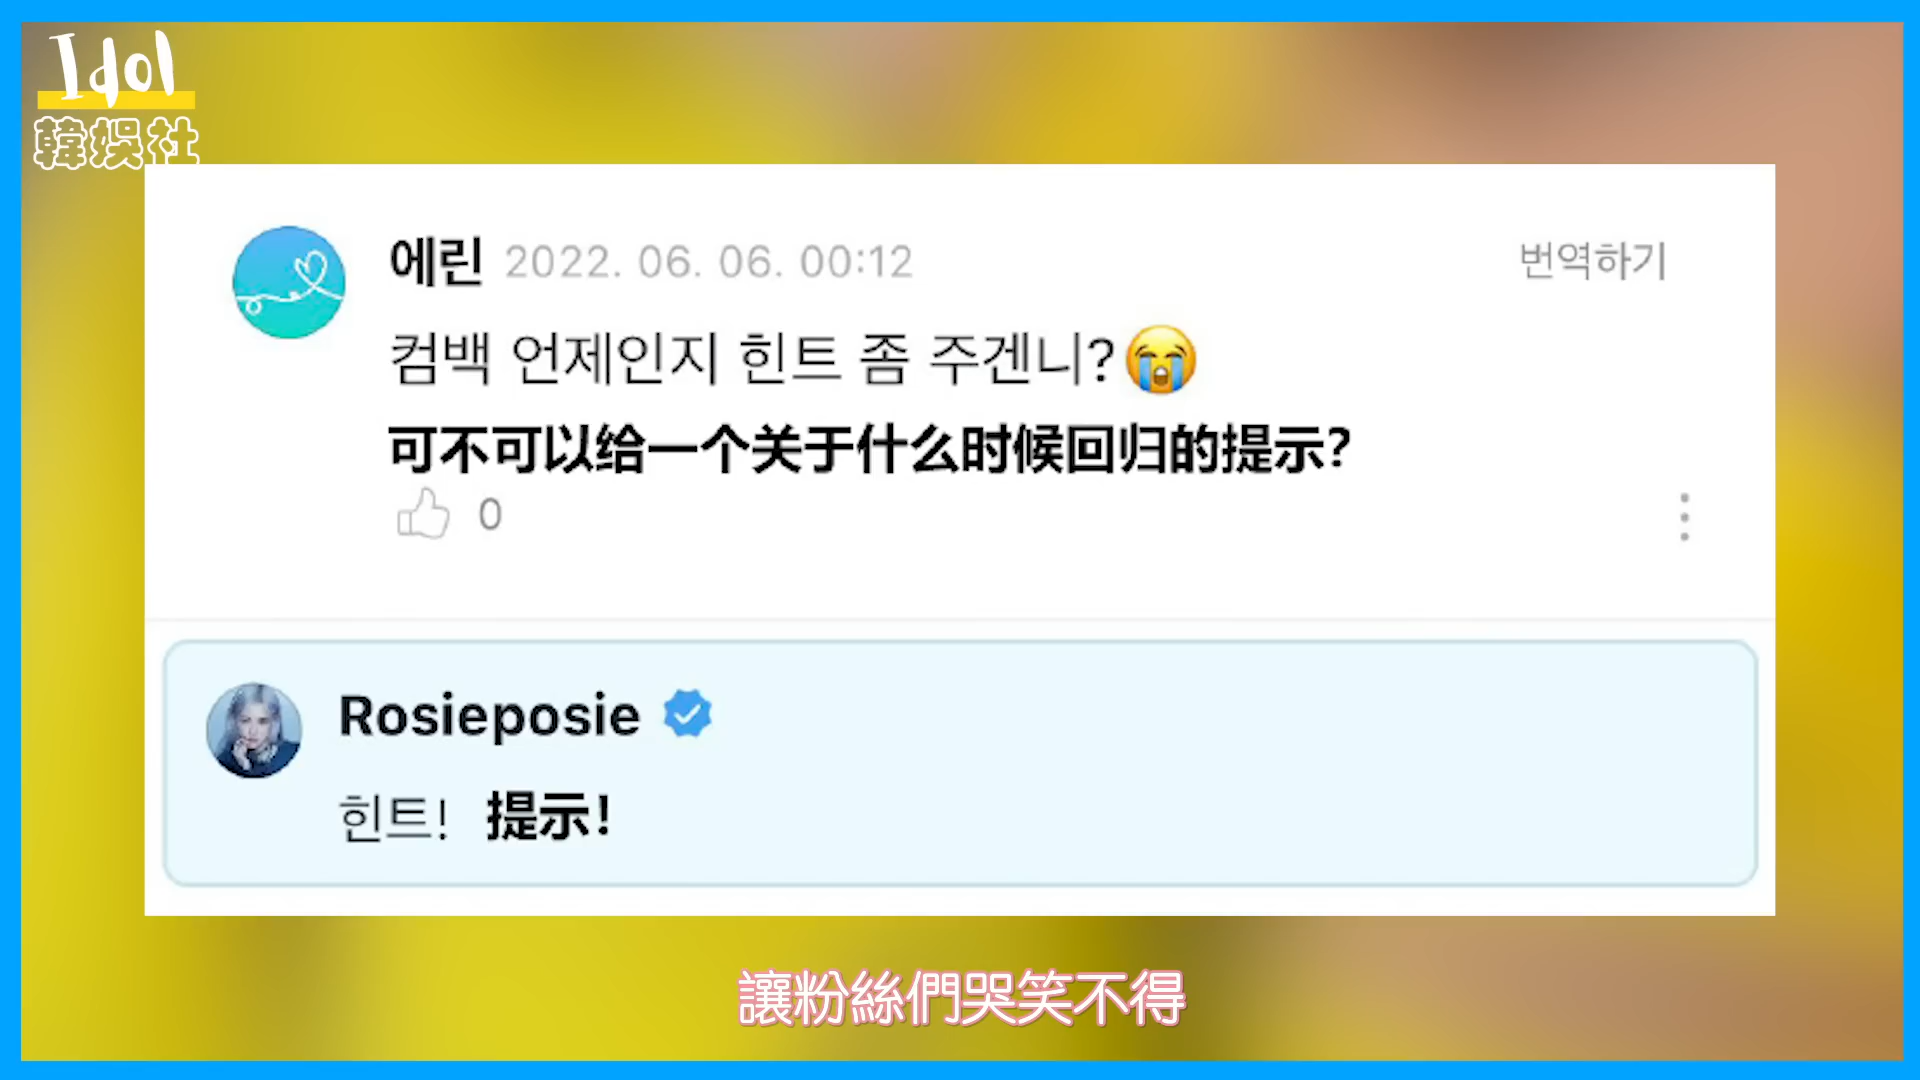 Idol
韓娛社
에린 2022. 06. 06. 00:12
번역하기
컴백 언제인지 힌트 좀 주겐니?😭
可不可以给一个关于什么时候回归的提示?
0
Rosieposie
힌트! 提示!
讓粉絲們哭笑不得